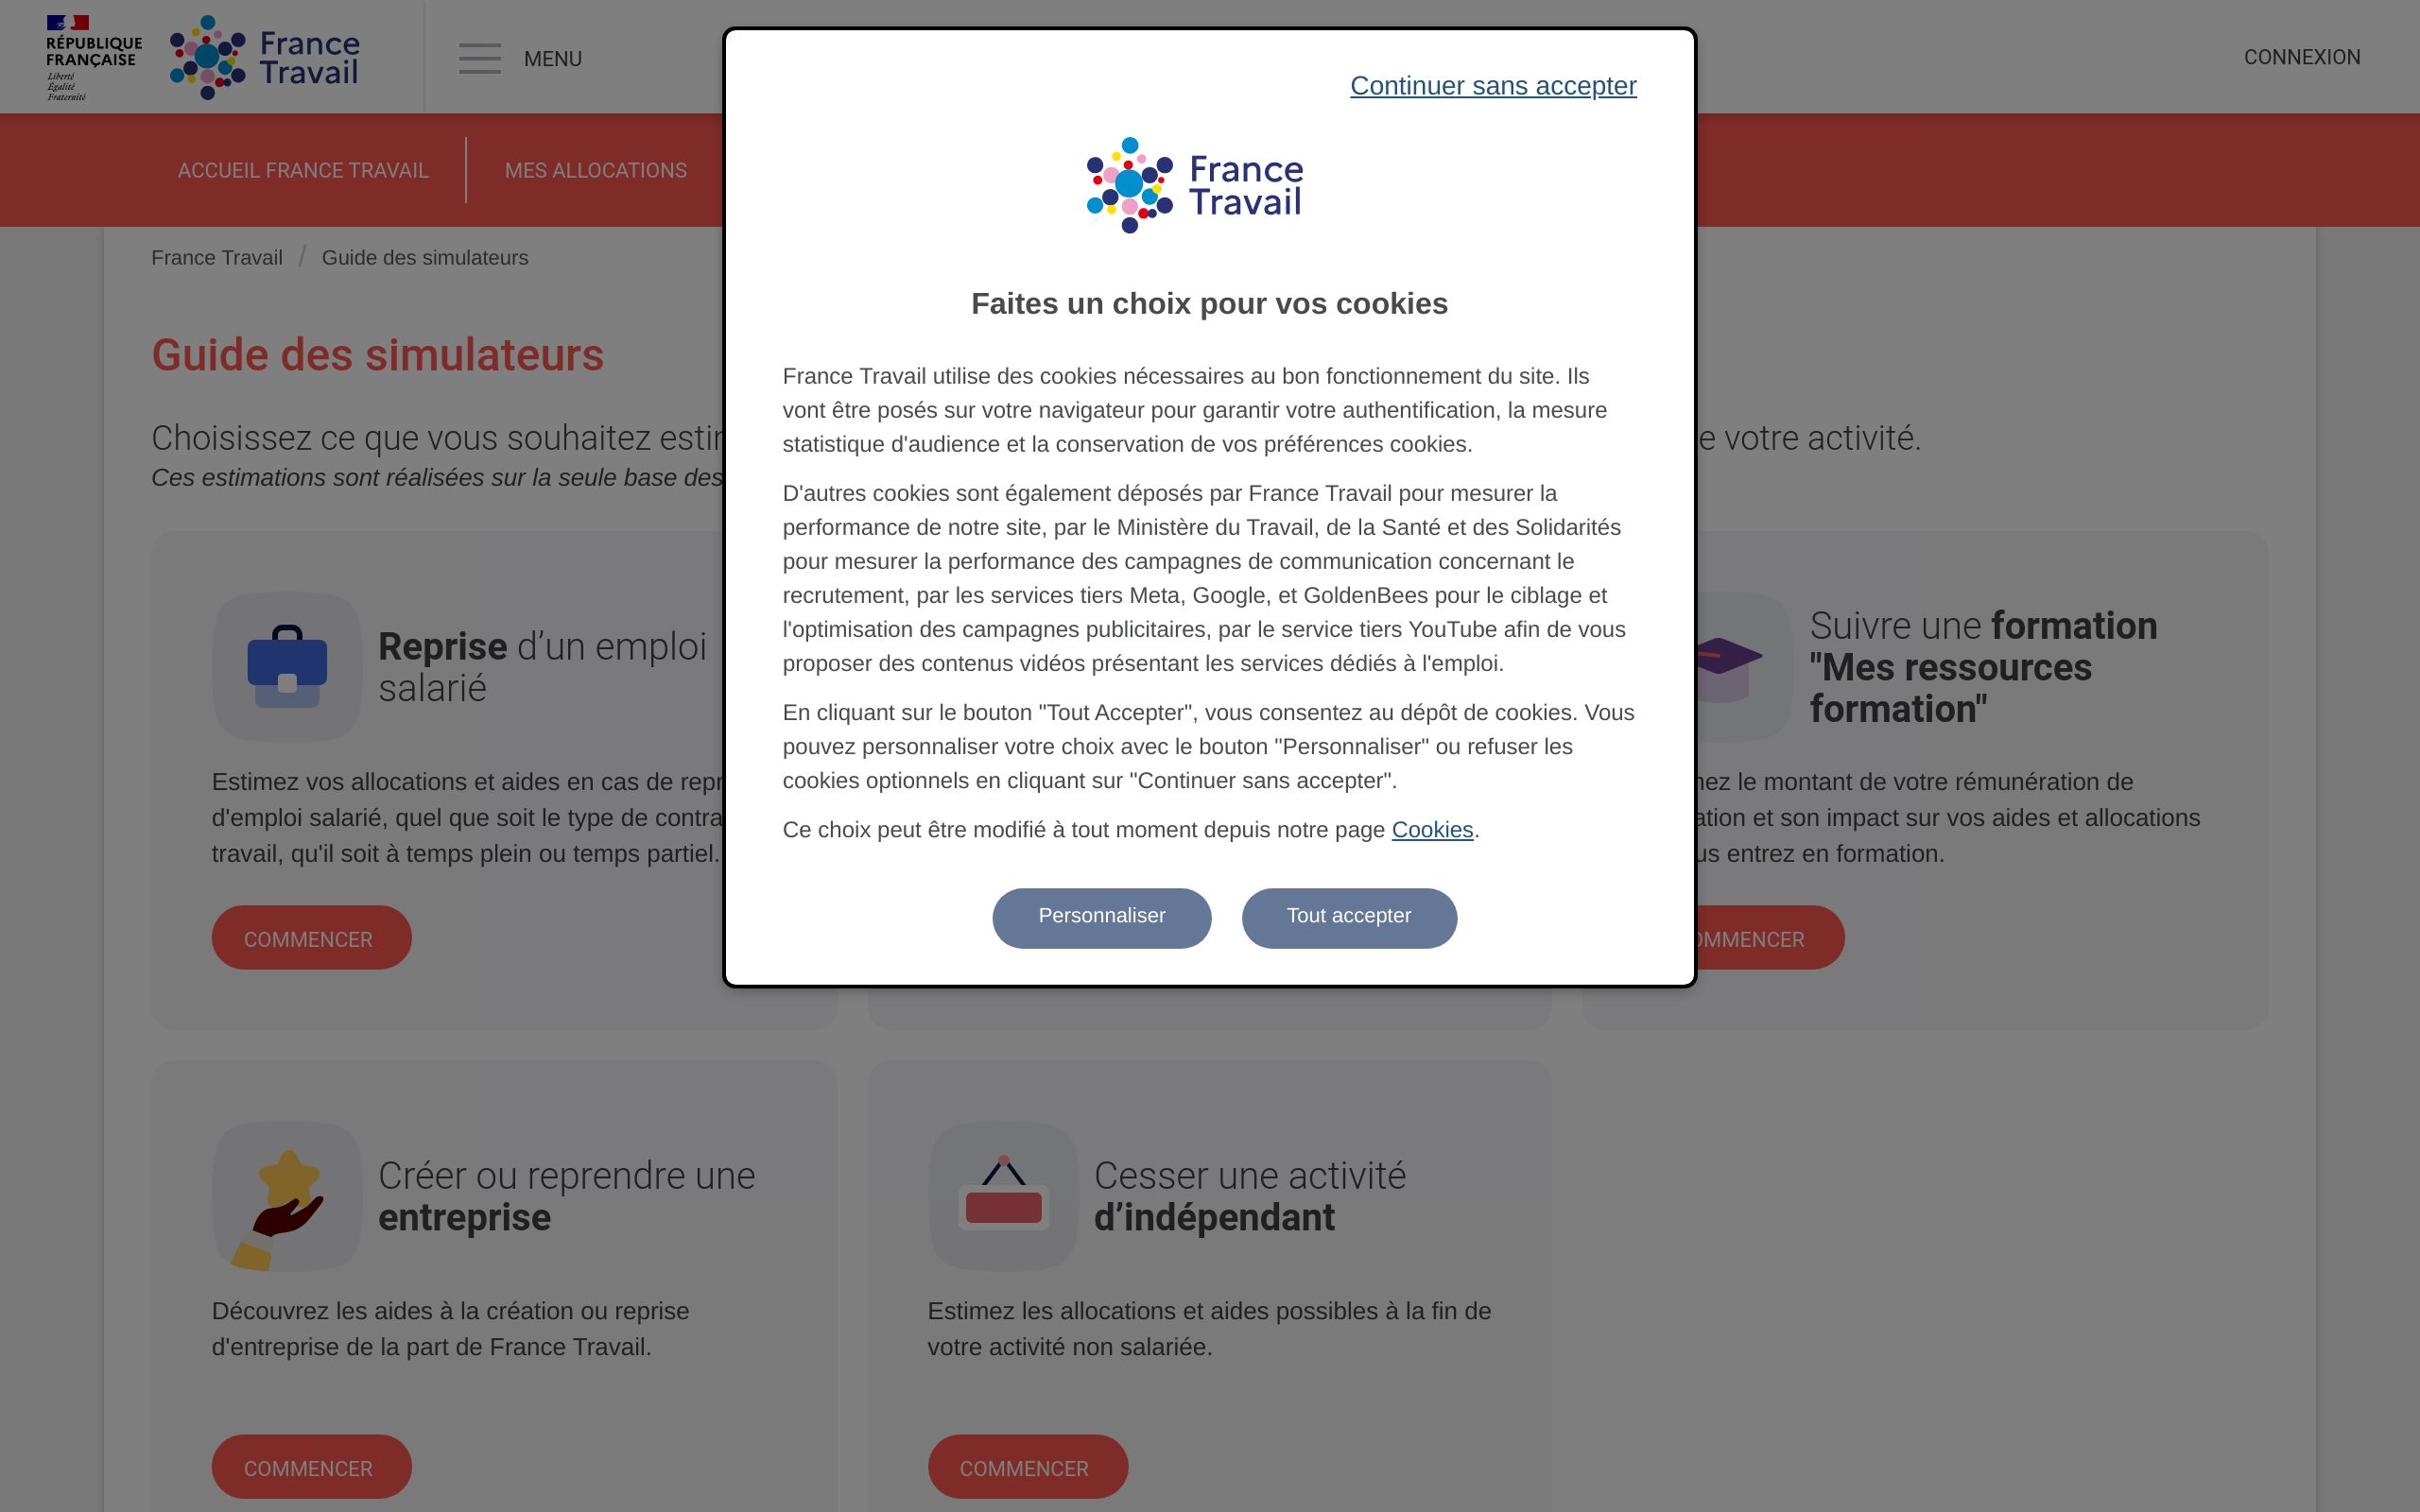 RÉPUBLIQUE
FRANÇAISE
Liberté
Égalité
Fraternité
France
Travail
MENU
CONNEXION
ACCUEIL FRANCE TRAVAIL
MES ALLOCATIONS
France Travail / Guide des simulateurs
Guide des simulateurs
Choisissez ce que vous souhaitez
votre activité.
Ces estimations sont réalisées sur la seule base des
Continuer sans accepter
France
Travail
Faites un choix pour vos cookies
France Travail utilise des cookies nécessaires au bon fonctionnement du site. Ils
vont être posés sur votre navigateur pour garantir votre authentification, la mesure
statistique d'audience et la conservation de vos préférences cookies.
D'autres cookies sont également déposés par France Travail pour mesurer la
performance de notre site, par le Ministère du Travail, de la Santé et des Solidarités
pour mesurer la performance des campagnes de communication concernant le
recrutement, par les services tiers Meta, Google, et GoldenBees pour le ciblage et
l'optimisation des campagnes publicitaires, par le service tiers YouTube afin de vous
proposer des contenus vidéos présentant les services dédiés à l'emploi.
En cliquant sur le bouton "Tout Accepter", vous consentez au dépôt de cookies. Vous
pouvez personnaliser votre choix avec le bouton "Personnaliser" ou refuser les
cookies optionnels en cliquant sur "Continuer sans accepter".
Ce choix peut être modifié à tout moment depuis notre page Cookies.
Personnaliser
Tout accepter
Reprise d’un emploi
salarié
Estimez vos allocations et aides en cas de
d'emploi salarié, quel que soit le type de
travail, qu'il soit à temps plein ou temps partiel.
COMMENCER
Suivre une formation
"Mes ressources
formation"
le montant de votre rémunération de
et son impact sur vos aides et allocations
entrez en formation.
Créer ou reprendre une
entreprise
Découvrez les aides à la création ou reprise
d'entreprise de la part de France Travail.
COMMENCER
Cesser une activité
d’indépendant
Estimez les allocations et aides possibles à la fin de
votre activité non salariée.
COMMENCER